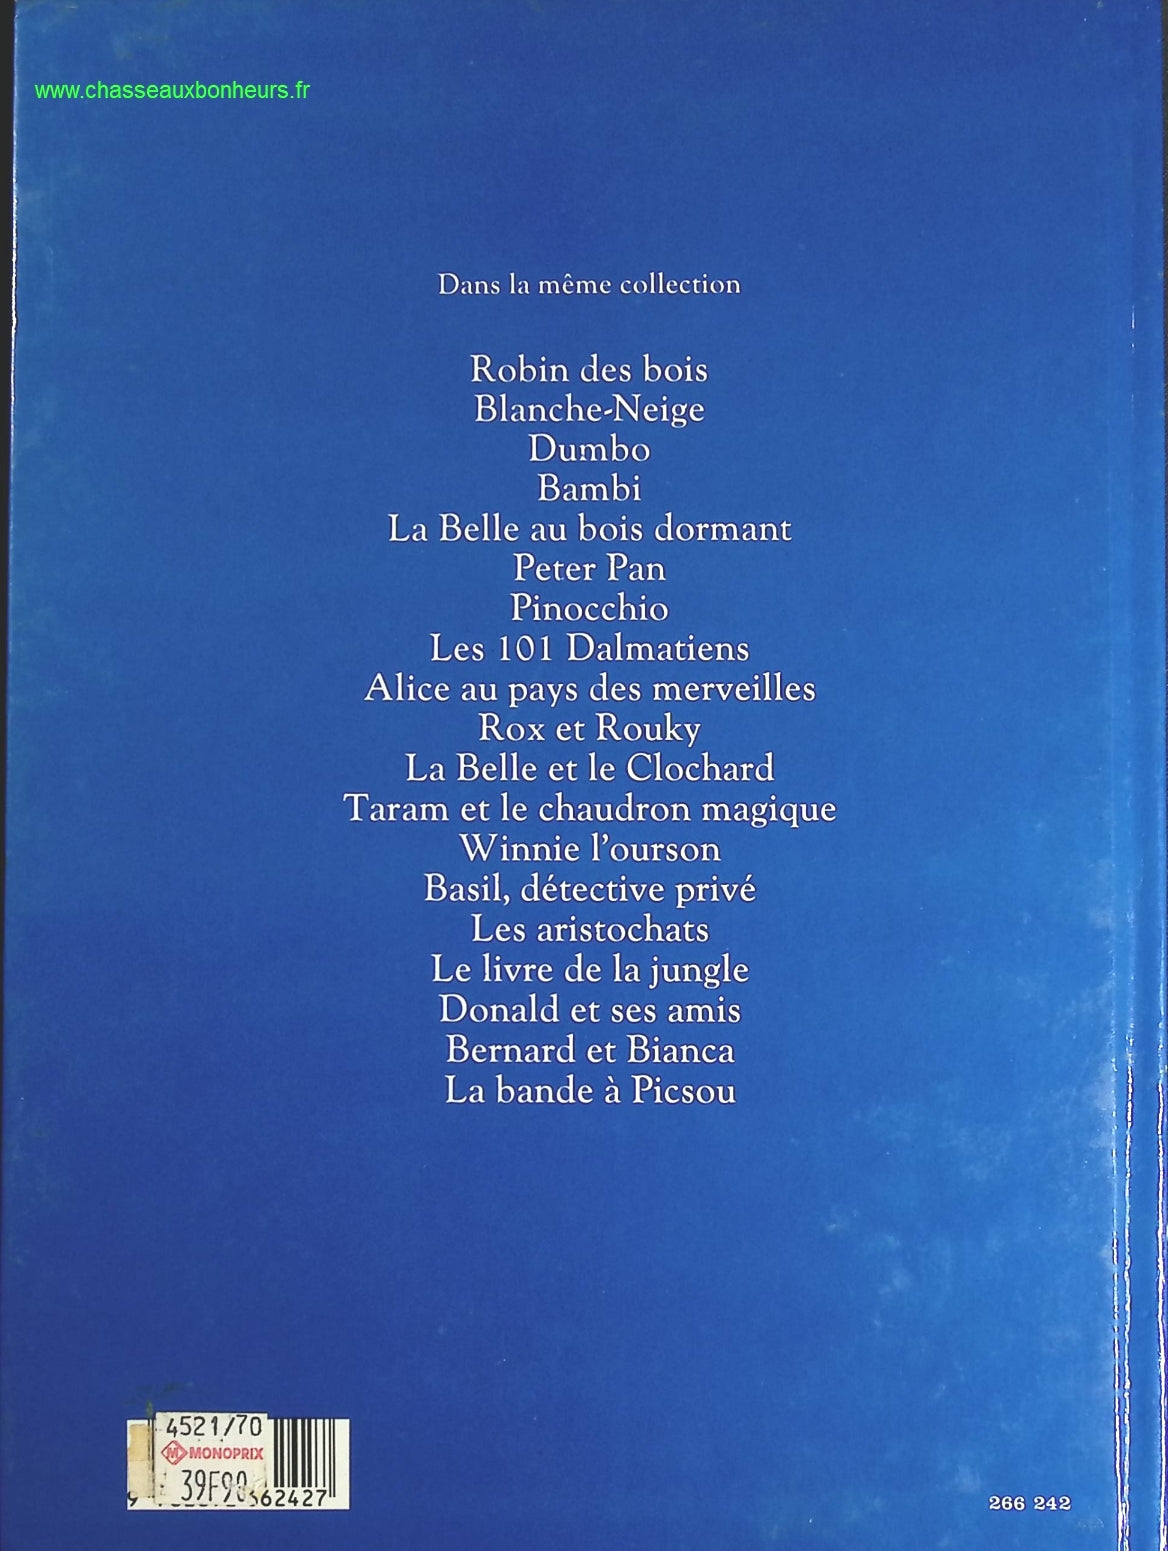 www.chasseauxbonheurs.fr
Dans la même collection
Robin des bois
Blanche-Neige
Dumbo
Bambi
La Belle au bois dormant
Peter Pan
Pinocchio
Les 101 Dalmatiens
Alice au pays des merveilles
Rox et Rouky
La Belle et le Clochard
Taram et le chaudron magique
Winnie l'ourson
Basil, détective privé
Les aristochats
Le livre de la jungle
Donald et ses amis
Bernard et Bianca
La bande à Picsou
4521/70
M MONOPRIX
39F90
9 662427
266 242